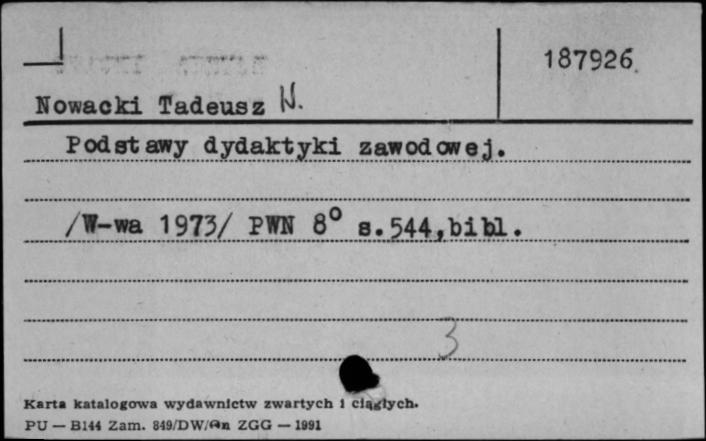 187926
Nowacki Tadeusz N.
Podstawy dydaktyki zawodowej.
/W-wa 1973/ PWN 8° s.544,bibl.
3
Karta katalogowa wydawnictw zwartych i ciągłych.
PU — B144 Zam. 849/DW/An ZGG — 1991